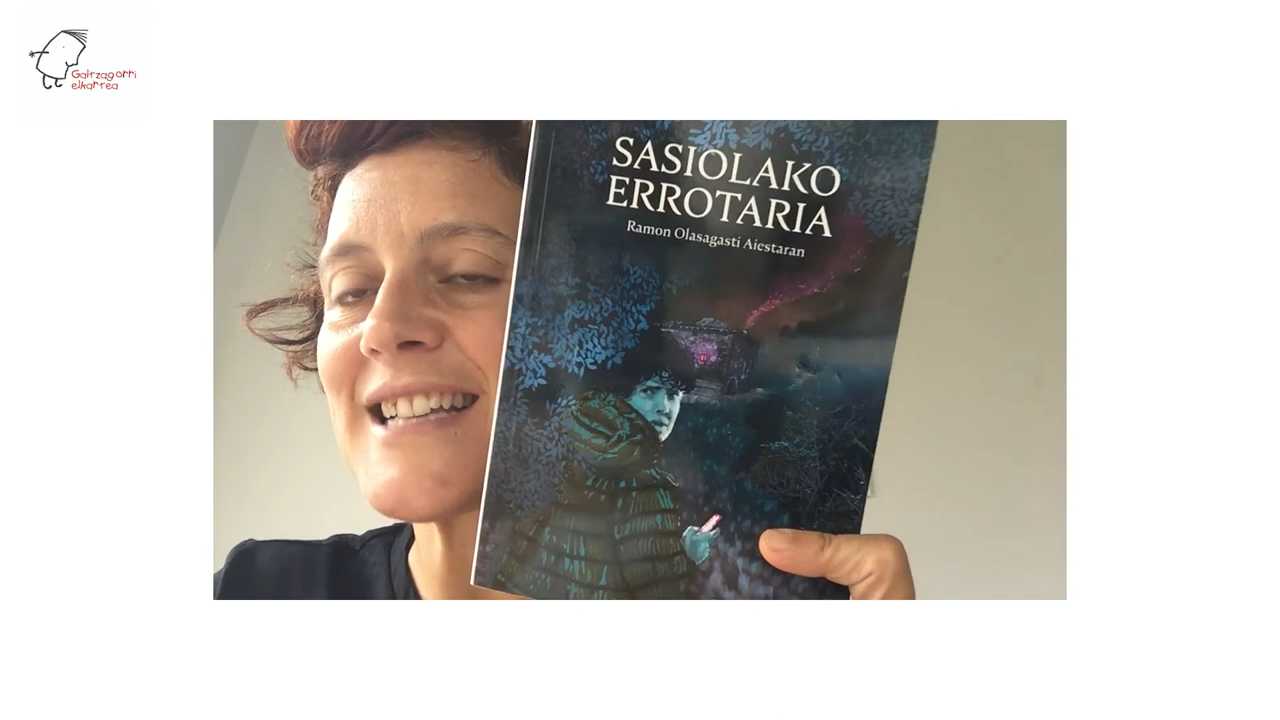 Galtzagorri
elkartea
SASIOLAKO
ERROTARIA
Ramon Olasagasti Aiestaran